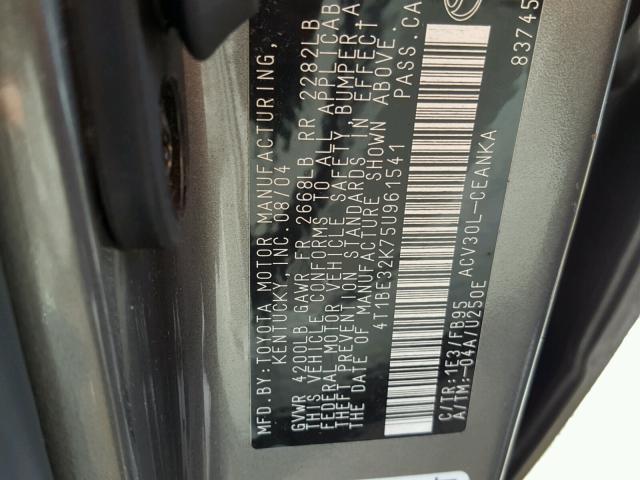 MFD.BY: TOYOTA MOTOR MANUFACTURING,
KENTUCKY, INC. 08/04
GVWR 4200LB GAWR FR 2668LB RR 2282LB
THIS VEHICLE CONFORMS TO ALL APPLICAB
FEDERAL MOTOR VEHICLE SAFETY BUMPER A
THEFT PREVENTION STANDARDS IN EFFECT
THE DATE OF MANUFACTURE SHOWN ABOVE.
4T1BE32K75U961541 PASS.CA
C/TR:1E3/FB95 ACV30L-CEANKA
A/TM:-04A/U250E 83745